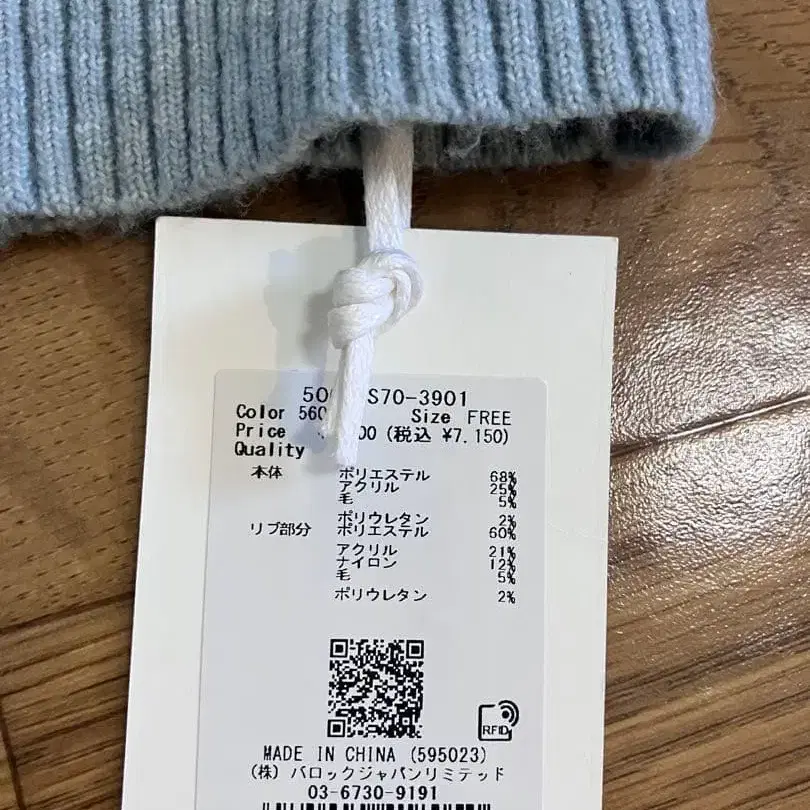 S70-3901
Color Size FREE
Price 00 (税込 ¥7.150)
Quality
本体 ポリエステル 68%
アクリル 25%
毛 5%
ポリウレタン 2%
リブ部分 ポリエステル 60%
アクリル 21%
ナイロン 12%
毛 5%
ポリウレタン 2%
RFID
MADE IN CHINA (595023)
(株) バロックジャパンリミテッド
03-6730-9191